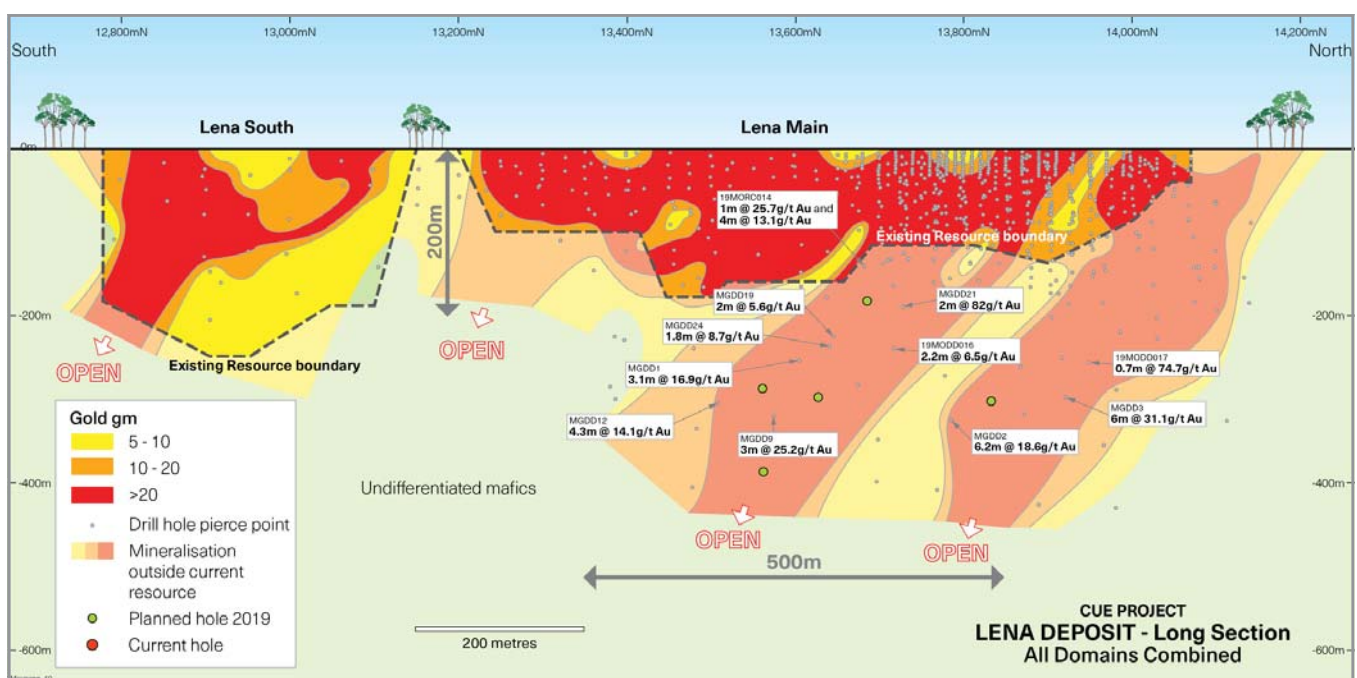 12,800mN
13,000mN
13,200mN
13,400mN
13,600mN
13,800mN
14,000mN
14,200mN
South
North
Lena South
Lena Main
0m
200m
19MORC014
1m @ 25.7g/t Au and
4m @ 13.1g/t Au
Existing Resource boundary
MGDD19
2m @ 5.6g/t Au
MGDD21
2m @ 82g/t Au
-200m
-200m
MGDD24
1.8m @ 8.7g/t Au
OPEN
OPEN
Existing Resource boundary
19MODD016
2.2m @ 6.5g/t Au
19MODD017
0.7m @ 74.7g/t Au
MGDD1
3.1m @ 16.9g/t Au
MGDD12
4.3m @ 14.1g/t Au
MGDD9
3m @ 25.2g/t Au
MGDD2
6.2m @ 18.6g/t Au
MGDD3
6m @ 31.1g/t Au
Gold gm
5 - 10
10 - 20
>20
Drill hole pierce point
Mineralisation
outside current
resource
Planned hole 2019
Current hole
-400m
-400m
Undifferentiated mafics
OPEN
OPEN
500m
200 metres
CUE PROJECT
LENA DEPOSIT - Long Section
All Domains Combined
-600m
-600m